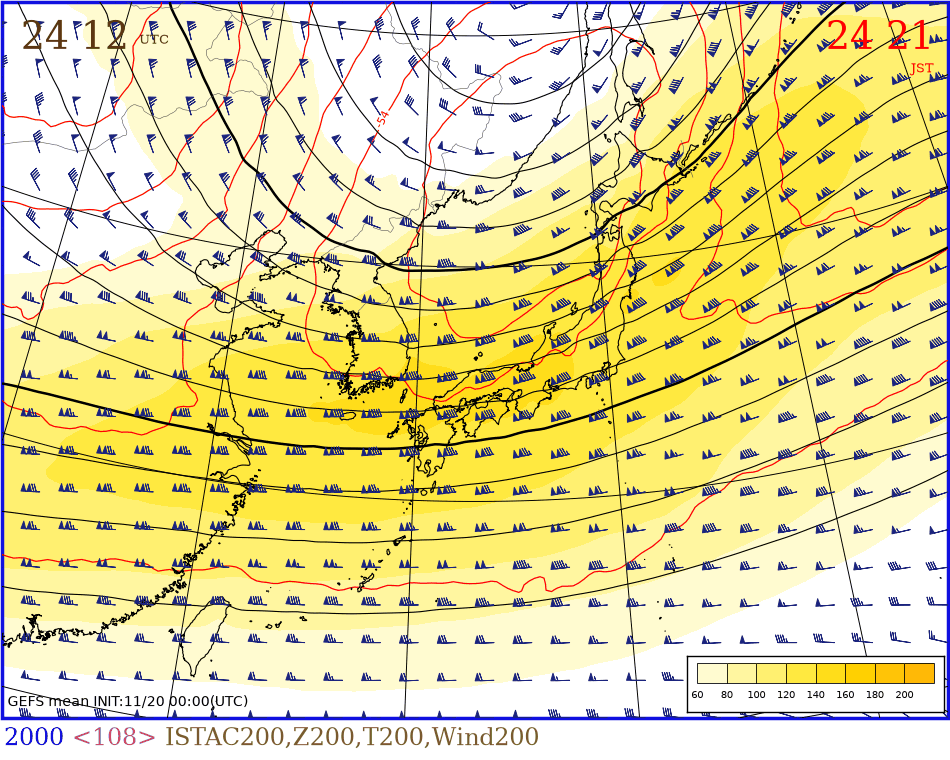 24 12 UTC
24 21
JST
-54
60 80 100 120 140 160 180 200
GEFS mean INIT:11/20 00:00(UTC)
2000 <108> ISTAC200,Z200,T200,Wind200